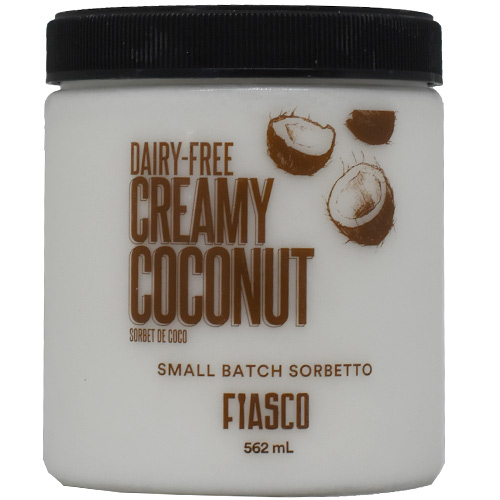 DAIRY-FREE
CREAMY
COCONUT
SORBET DE COCO
SMALL BATCH SORBETTO
FIASCO
562 mL